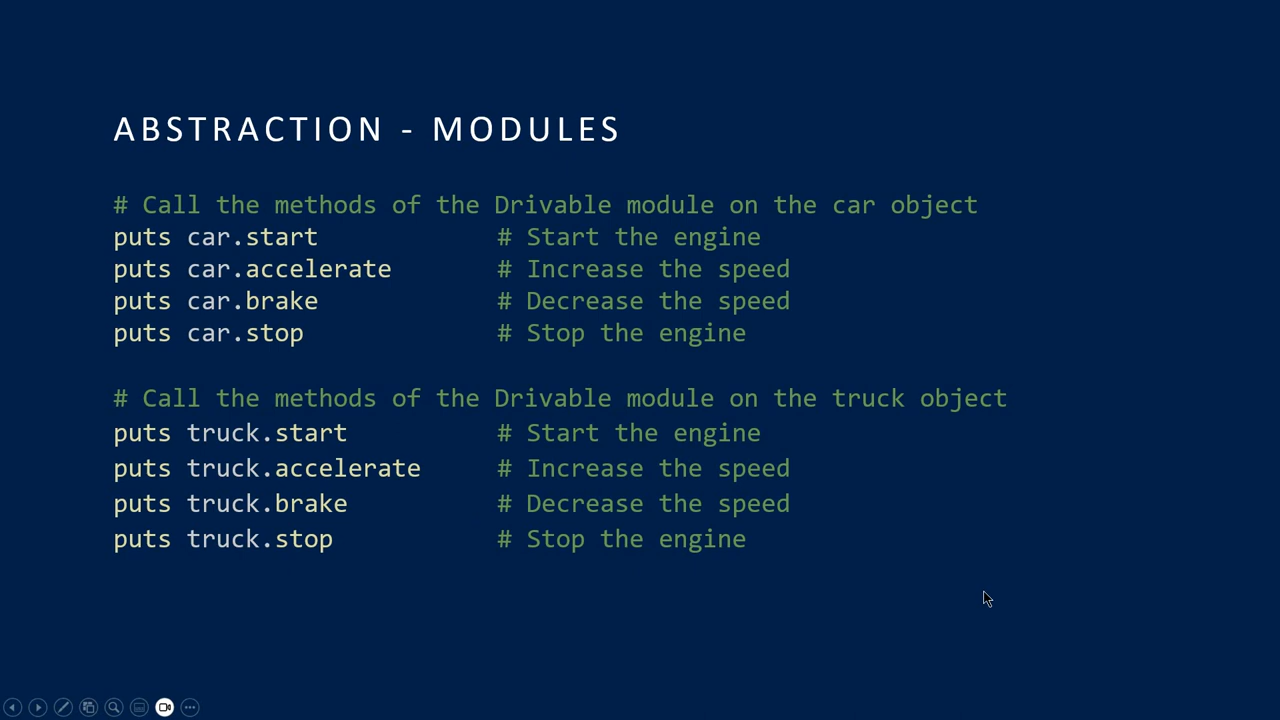 ABSTRACTION - MODULES
# Call the methods of the Drivable module on the car object
puts car.start # Start the engine
puts car.accelerate # Increase the speed
puts car.brake # Decrease the speed
puts car.stop # Stop the engine
# Call the methods of the Drivable module on the truck object
puts truck.start # Start the engine
puts truck.accelerate # Increase the speed
puts truck.brake # Decrease the speed
puts truck.stop # Stop the engine